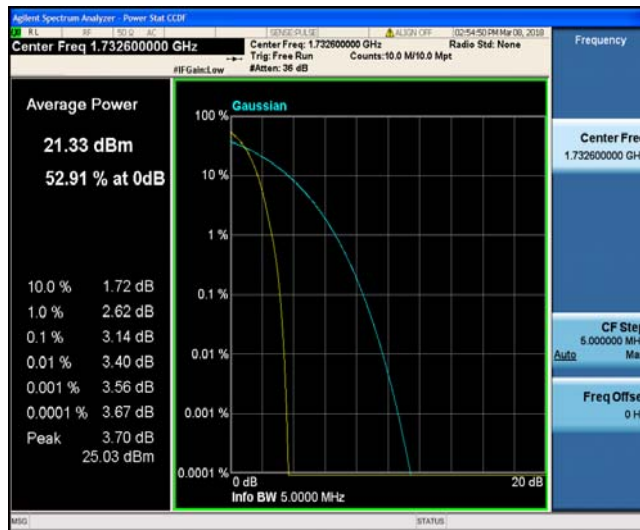 Agilent Spectrum Analyzer - Power Stat CCDF
RL RF 50 Ω AC SENSE:PULSE ALIGN OFF 02:54:50 PM Mar 08, 2018
Center Freq 1.732600000 GHz
Center Freq: 1.732600000 GHz Radio Std: None
Trig: Free Run Counts:10.0 M/10.0 Mpt
#IFGain:Low #Atten: 36 dB
Frequency
Average Power
21.33 dBm
52.91 % at 0dB
10.0 % 1.72 dB
1.0 % 2.62 dB
0.1 % 3.14 dB
0.01 % 3.40 dB
0.001 % 3.56 dB
0.0001 % 3.67 dB
Peak 3.70 dB
25.03 dBm
Gaussian
100 %
10 %
1 %
0.1 %
0.01 %
0.001 %
0.0001 %
0 dB 20 dB
Info BW 5.0000 MHz
Center Fre
1.732600000 GH
CF Step
5.000000 MH
Auto Ma
Freq Offse
0 H
MSG STATUS